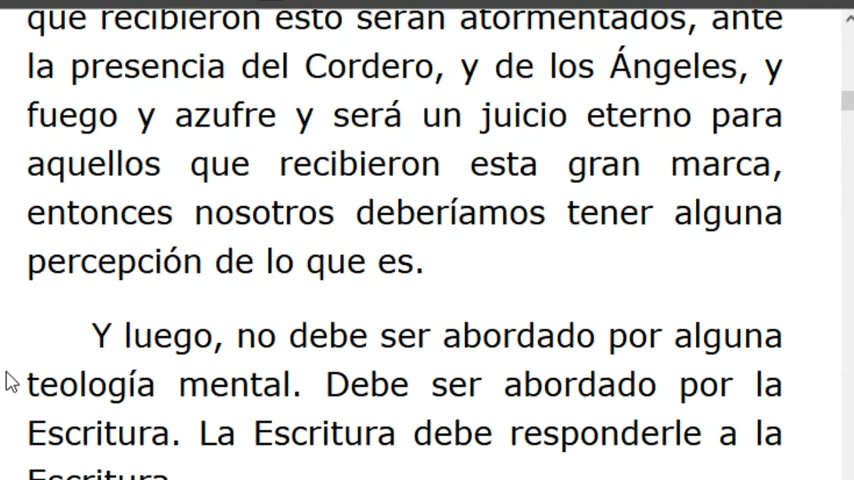 que recibieron esto serán atormentados, ante
la presencia del Cordero, y de los Ángeles, y
fuego y azufre y será un juicio eterno para
aquellos que recibieron esta gran marca,
entonces nosotros deberíamos tener alguna
percepción de lo que es.
Y luego, no debe ser abordado por alguna
teología mental. Debe ser abordado por la
Escritura. La Escritura debe responderle a la
Escritura.